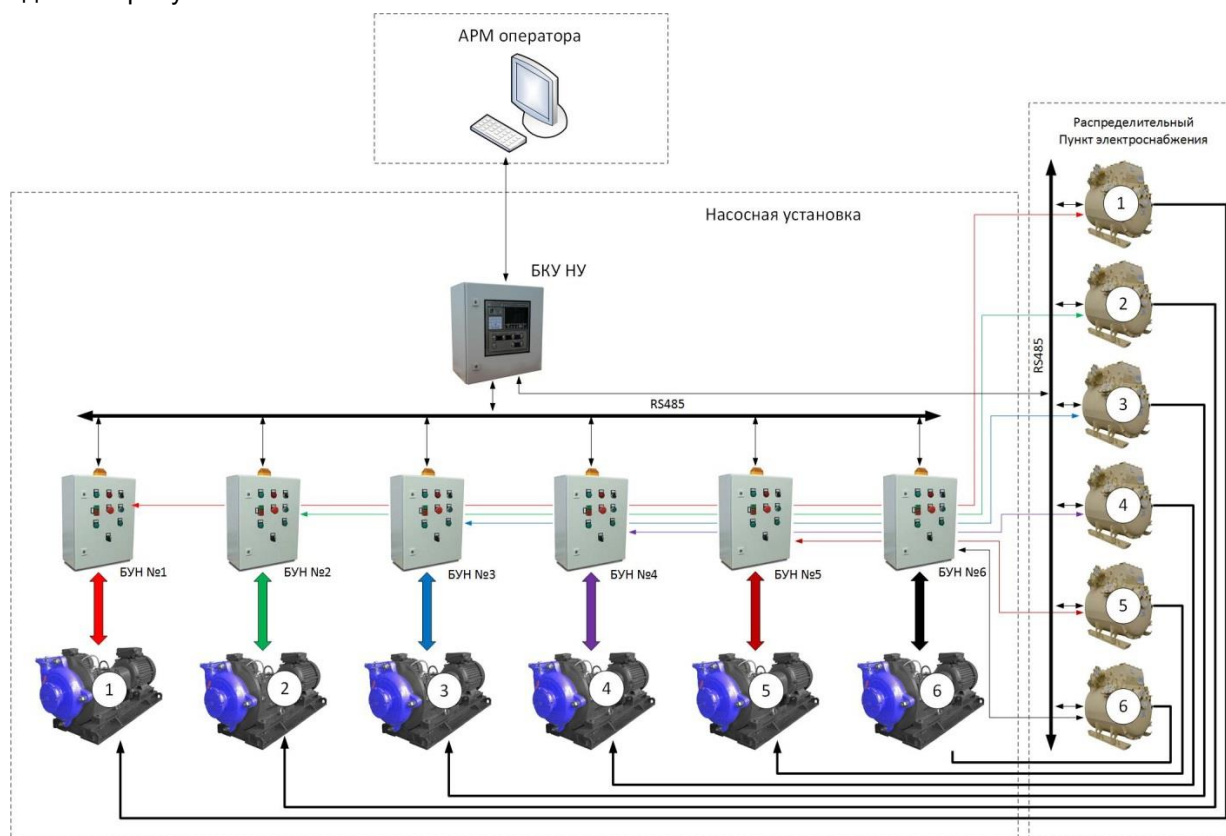 АРМ оператора
Распределительный
Пункт электроснабжения
Насосная установка
БКУ НУ
RS485
RS485
БУН №1
БУН №2
БУН №3
БУН №4
БУН №5
БУН №6
1
2
3
4
5
6
1
2
3
4
5
6